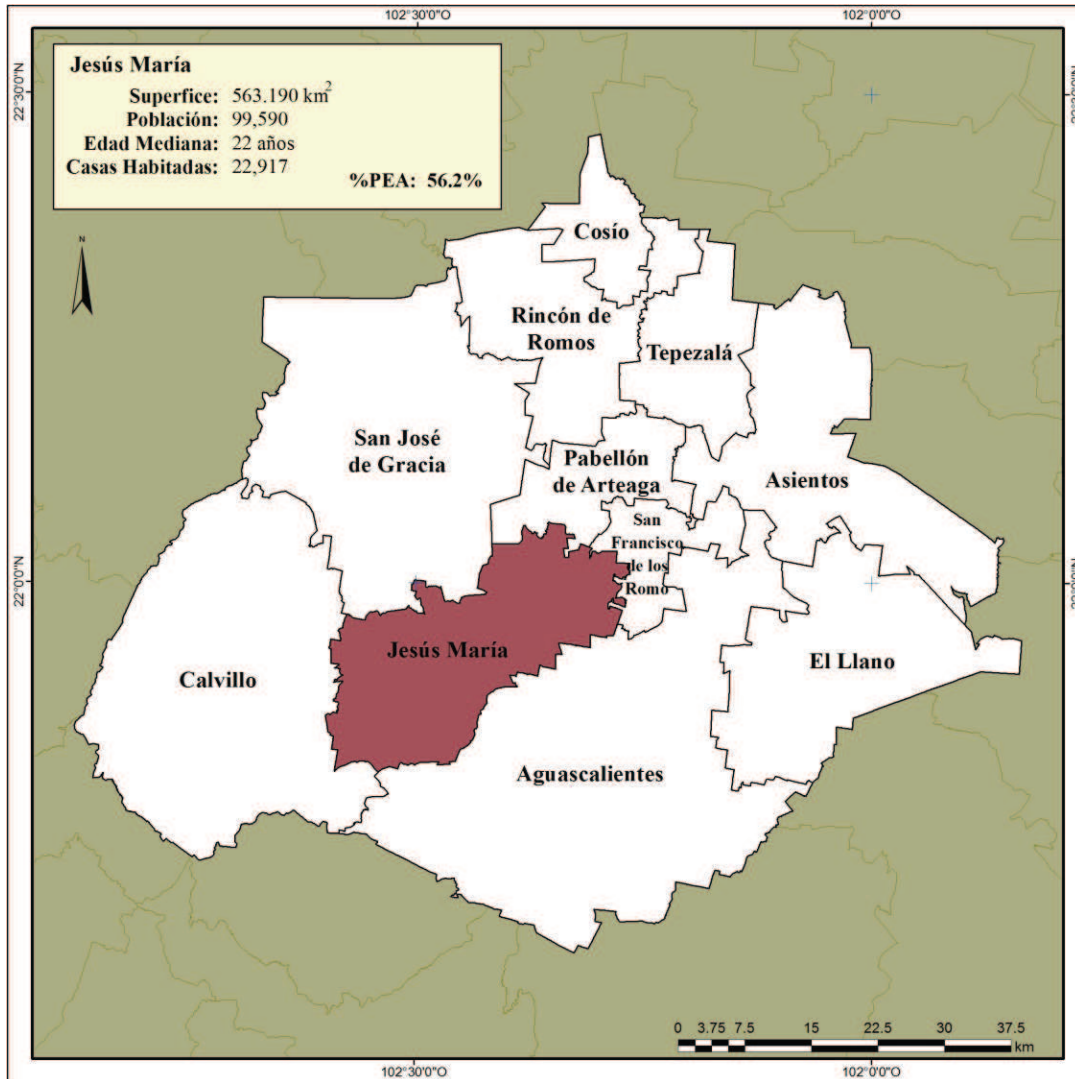 102°30'0"O 102°0'0"O
22°30'0"N
Jesús María
Superfice: 563.190 km2
Población: 99,590
Edad Mediana: 22 años
Casas Habitadas: 22,917
%PEA: 56.2%
N
Cosío
Rincón de
Romos
Tepezalá
San José
de Gracia
Pabellón
de Arteaga
Asientos
San
Francisco
de los
Romo
22°0'0"N
22°0'0"N
Jesús María
El Llano
Calvillo
Aguascalientes
0 3.75 7.5 15 22.5 30 37.5
km
102°30'0"O 102°0'0"O